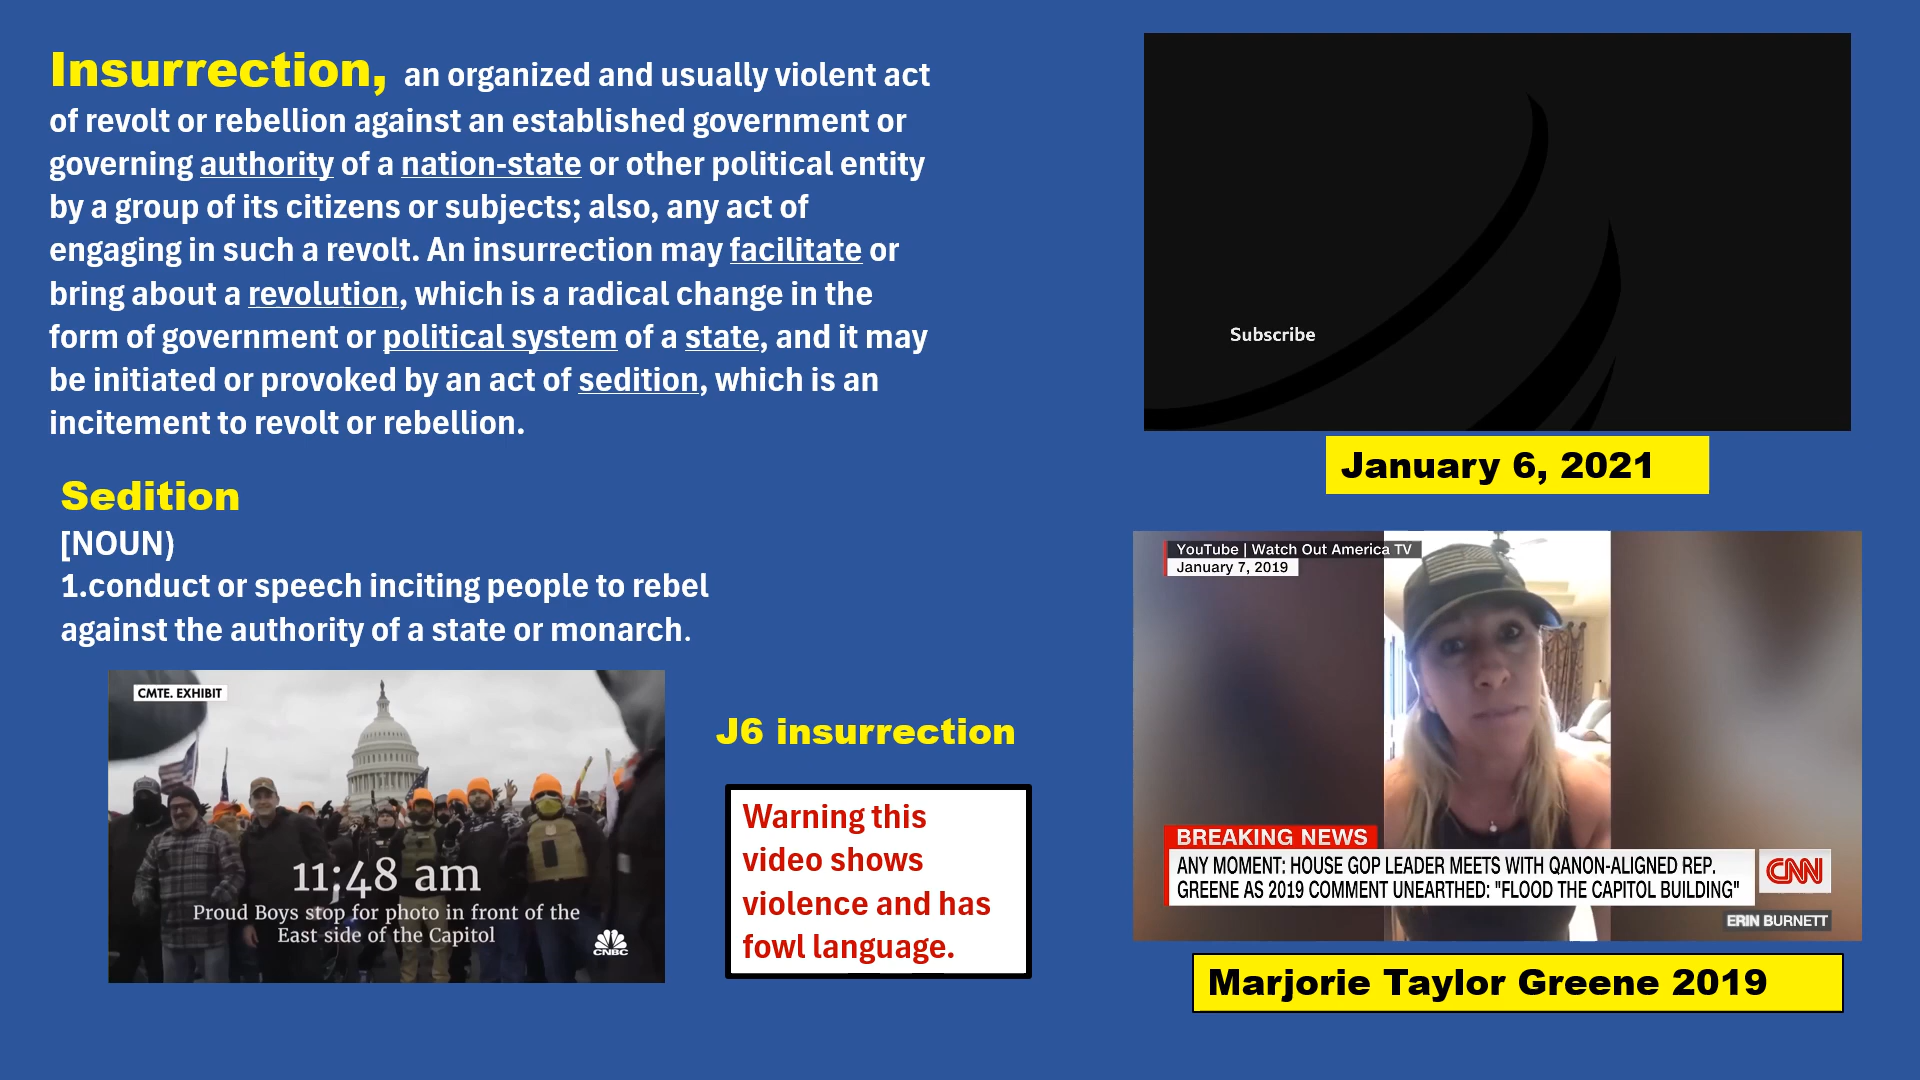 Insurrection, an organized and usually violent act
of revolt or rebellion against an established government or
governing authority of a nation-state or other political entity
by a group of its citizens or subjects; also, any act of
engaging in such a revolt. An insurrection may facilitate or
bring about a revolution, which is a radical change in the
form of government or political system of a state, and it may
be initiated or provoked by an act of sedition, which is an
incitement to revolt or rebellion.
Sedition
[NOUN)
1.conduct or speech inciting people to rebel
against the authority of a state or monarch.
CMTE. EXHIBIT
11:48 am
Proud Boys stop for photo in front of the
East side of the Capitol
CNBC
J6 insurrection
Warning this
video shows
violence and has
fowl language.
Subscribe
January 6, 2021
YouTube | Watch Out America TV
January 7, 2019
BREAKING NEWS
ANY MOMENT: HOUSE GOP LEADER MEETS WITH QANON-ALIGNED REP.
GREENE AS 2019 COMMENT UNEARTHED: "FLOOD THE CAPITOL BUILDING"
CNN
ERIN BURNETT
Marjorie Taylor Greene 2019